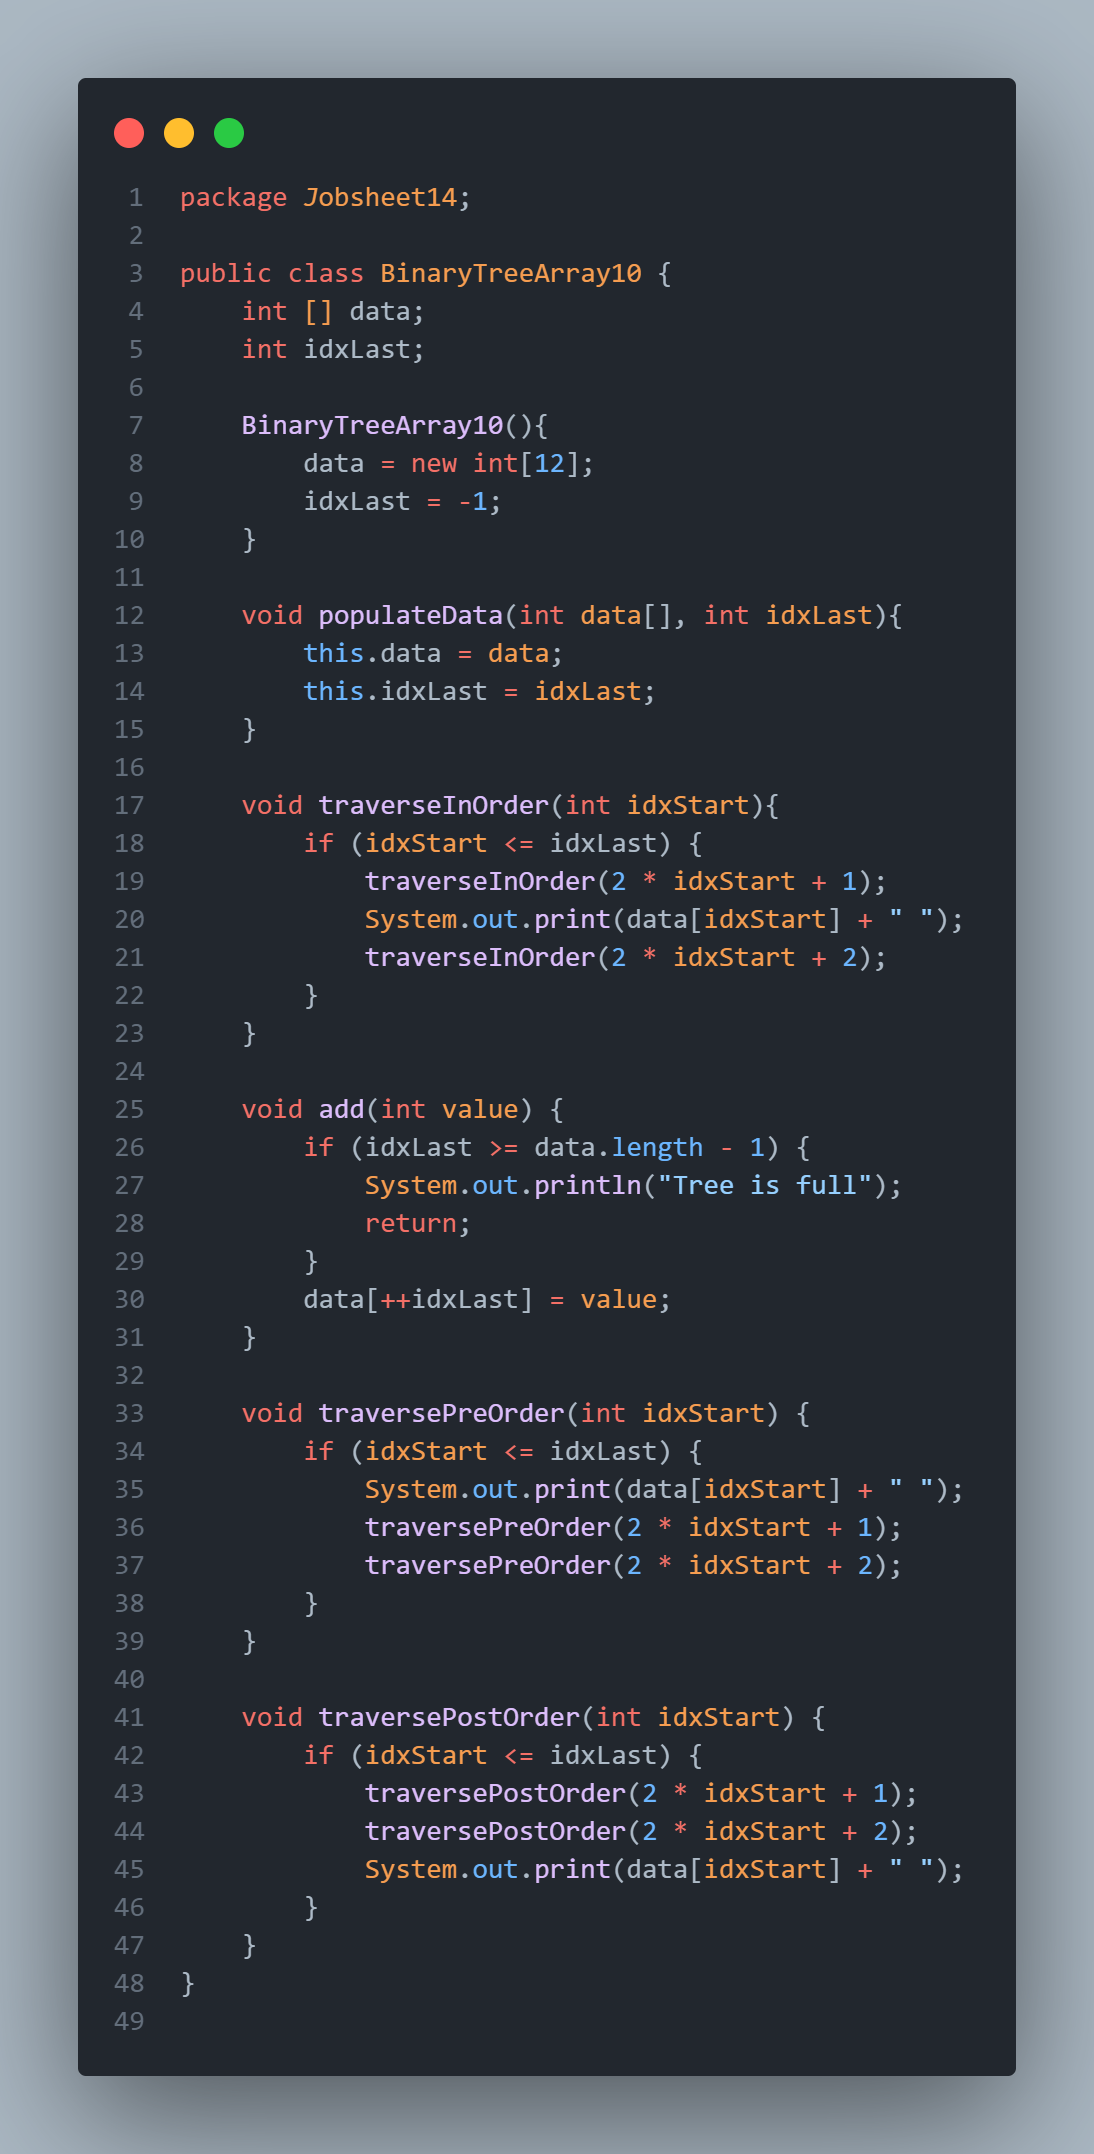 1 package Jobsheet14;
2
3 public class BinaryTreeArray10 {
4     int [] data;
5     int idxLast;
6
7     BinaryTreeArray10(){
8         data = new int[12];
9         idxLast = -1;
10     }
11
12     void populateData(int data[], int idxLast){
13         this.data = data;
14         this.idxLast = idxLast;
15     }
16
17     void traverseInOrder(int idxStart){
18         if (idxStart <= idxLast) {
19             traverseInOrder(2 * idxStart + 1);
20             System.out.print(data[idxStart] + " ");
21             traverseInOrder(2 * idxStart + 2);
22         }
23     }
24
25     void add(int value) {
26         if (idxLast >= data.length - 1) {
27             System.out.println("Tree is full");
28             return;
29         }
30         data[++idxLast] = value;
31     }
32
33     void traversePreOrder(int idxStart) {
34         if (idxStart <= idxLast) {
35             System.out.print(data[idxStart] + " ");
36             traversePreOrder(2 * idxStart + 1);
37             traversePreOrder(2 * idxStart + 2);
38         }
39     }
40
41     void traversePostOrder(int idxStart) {
42         if (idxStart <= idxLast) {
43             traversePostOrder(2 * idxStart + 1);
44             traversePostOrder(2 * idxStart + 2);
45             System.out.print(data[idxStart] + " ");
46         }
47     }
48 }
49